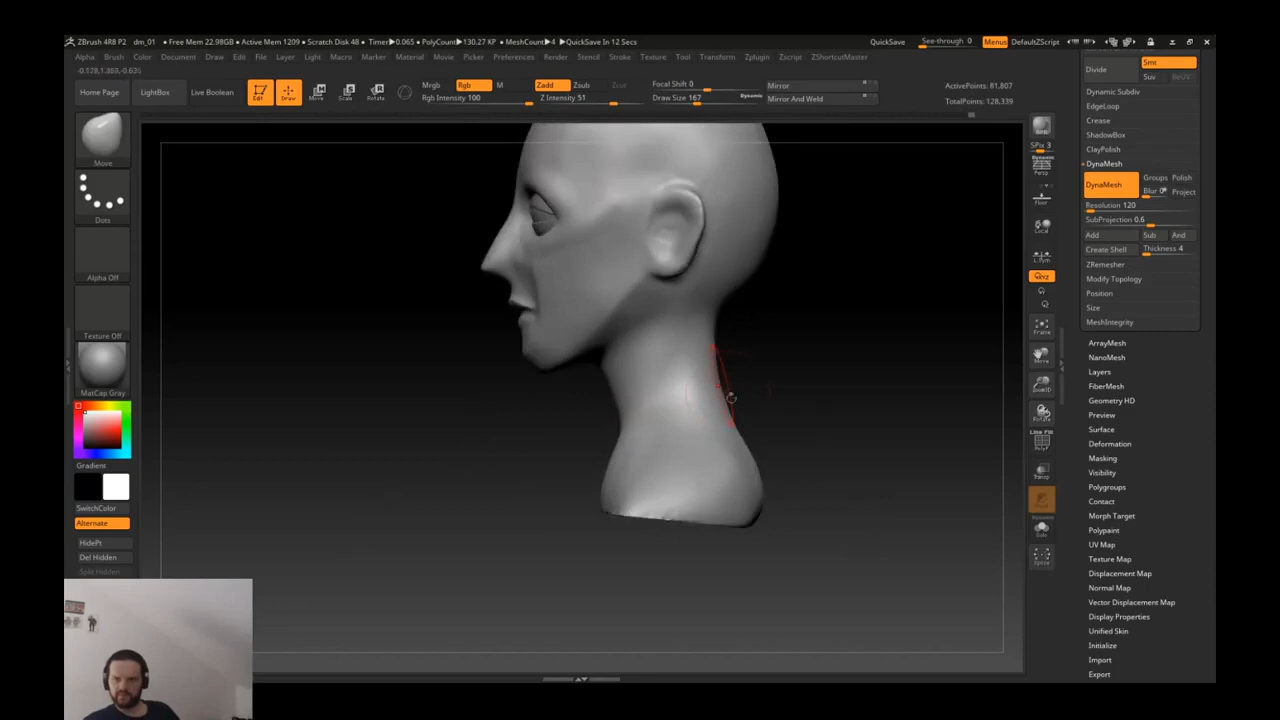 ZBrush 4R8 P2 dm_01 ● Free Mem 22.98GB ● Active Mem 1209 ● Scratch Disk 48 ● Timer▶0.065 ● PolyCount▶130.27 KP ● MeshCount▶4 ▶QuickSave In 12 Secs QuickSave See-through 0 Menus DefaultZScript
Alpha Brush Color Document Draw Edit File Layer Light Macro Marker Material Movie Picker Preferences Render Stencil Stroke Texture Tool Transform Zplugin Zscript ZShortcutMaster
Home Page LightBox Live Boolean
Edit Draw Move Scale Rotate
Mrgb Rgb M
Rgb Intensity 100
Zadd Zsub
Z Intensity 51
Focal Shift 0
Draw Size 167 Dynamic
Mirror
Mirror And Weld
ActivePoints: 81,807
TotalPoints: 128,339
Move
Dots
Alpha Off
Texture Off
MatCap Gray
Gradient
SwitchColor
Alternate
HidePt
Del Hidden
Split Hidden
SPix 3
Dynamic
Persp
Floor
Local
Frame
Move
Rotate
Line Fill
PolyF
Transp
Solo
Divide
Smt
Suv
Dynamic Subdiv
EdgeLoop
Crease
ShadowBox
ClayPolish
DynaMesh
DynaMesh Groups Polish
Blur 0 Project
Resolution 120
SubProjection 0.6
Add Sub And
Create Shell Thickness 4
ZRemesher
Modify Topology
Position
Size
MeshIntegrity
ArrayMesh
NanoMesh
Layers
FiberMesh
Geometry HD
Preview
Surface
Deformation
Masking
Visibility
Polygroups
Contact
Morph Target
Polypaint
UV Map
Texture Map
Displacement Map
Normal Map
Vector Displacement Map
Display Properties
Unified Skin
Initialize
Import
Export